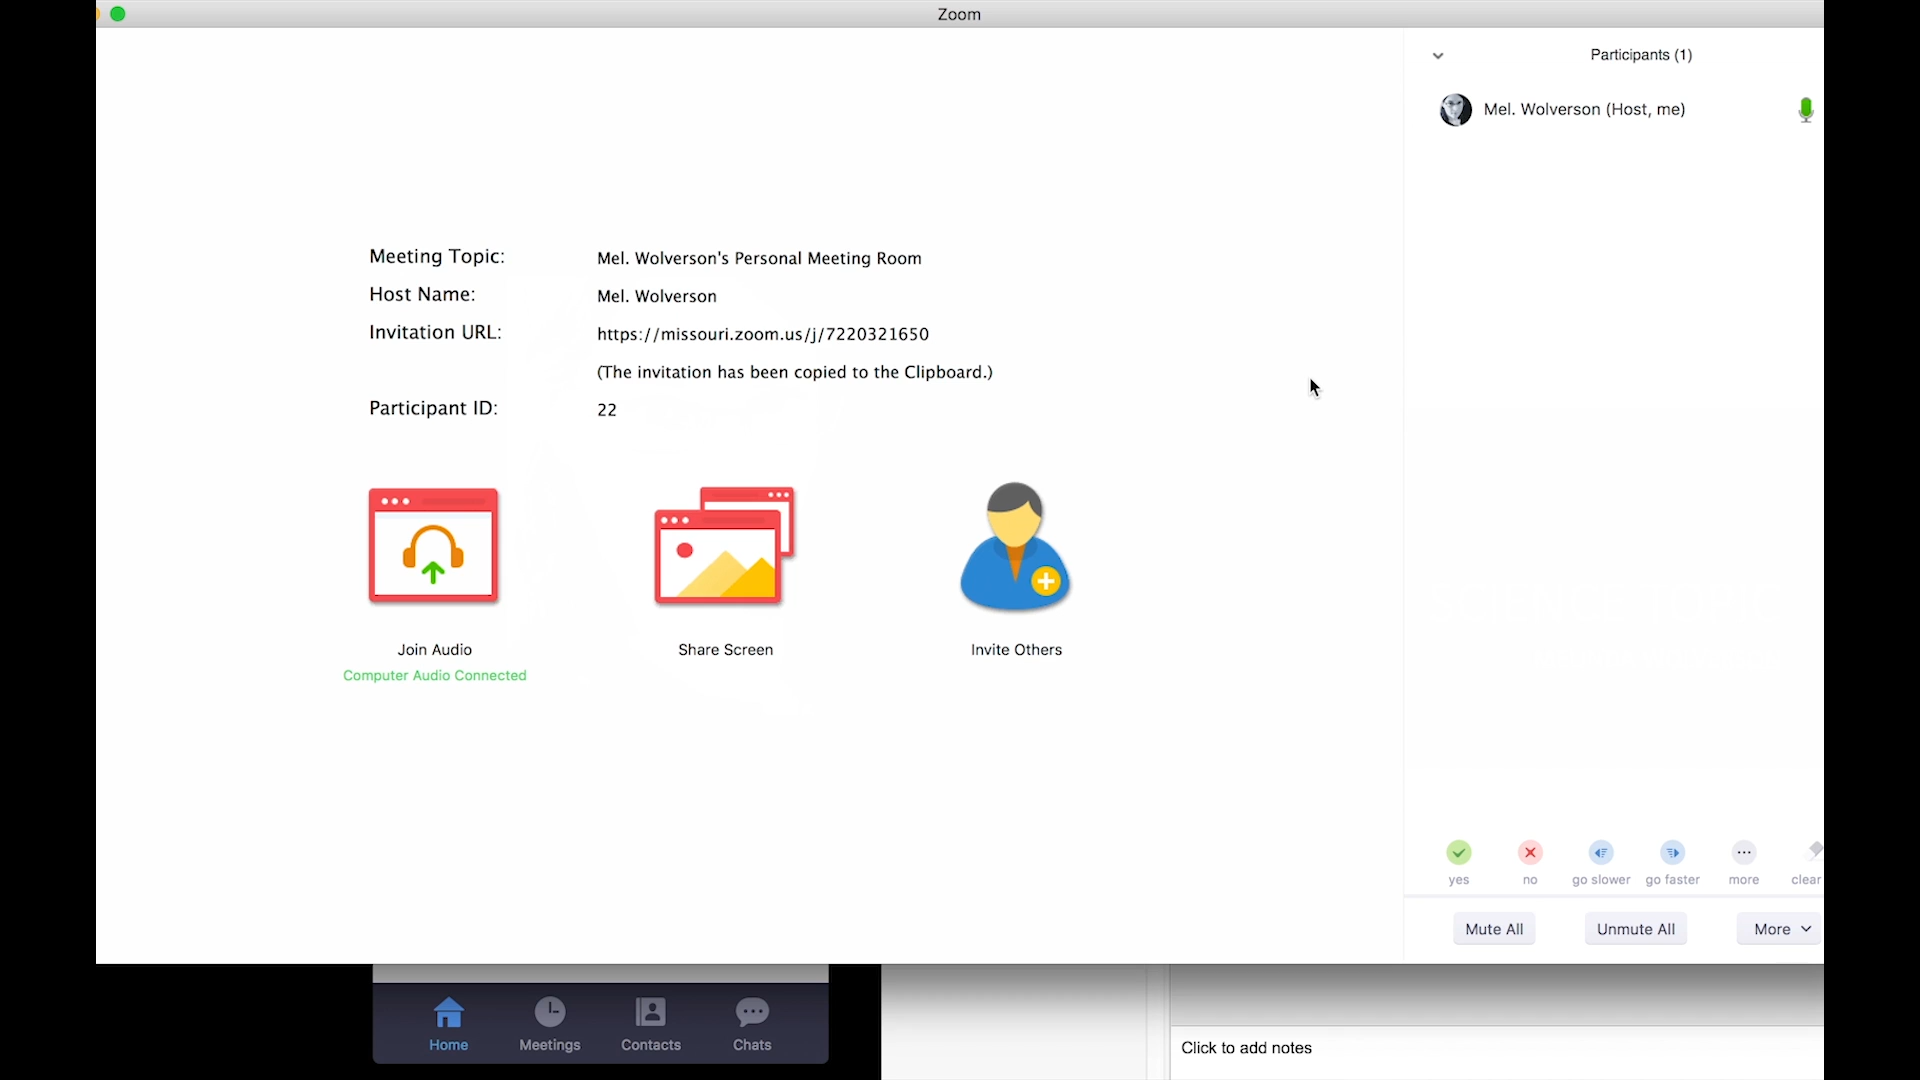 Zoom
Participants (1)
Mel. Wolverson (Host, me)
Meeting Topic: Mel. Wolverson's Personal Meeting Room
Host Name: Mel. Wolverson
Invitation URL: https://missouri.zoom.us/j/7220321650
(The invitation has been copied to the Clipboard.)
Participant ID: 22
Join Audio Share Screen Invite Others
Computer Audio Connected
yes no go slower go faster more clear
Mute All Unmute All More
Home Meetings Contacts Chats
Click to add notes